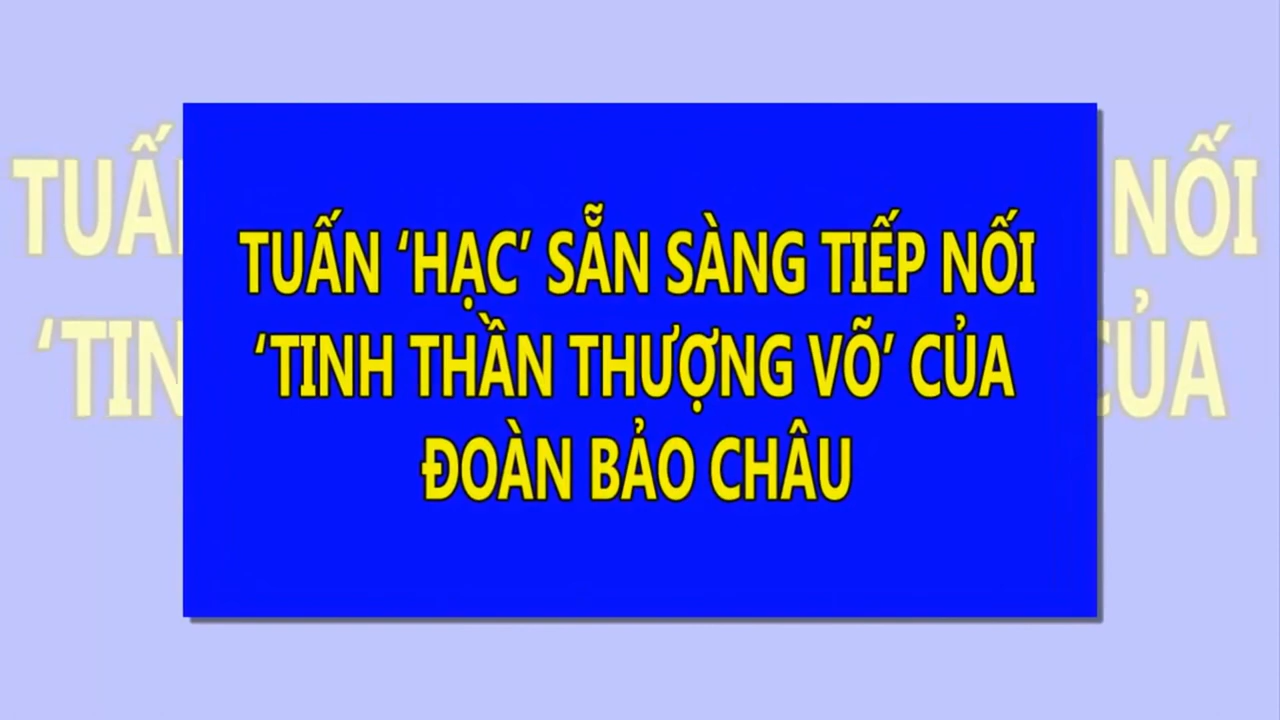 TUẤN ‘HẠC’ SẴN SÀNG TIẾP NỐI
‘TINH THẦN THƯỢNG VÕ’ CỦA
ĐOÀN BẢO CHÂU